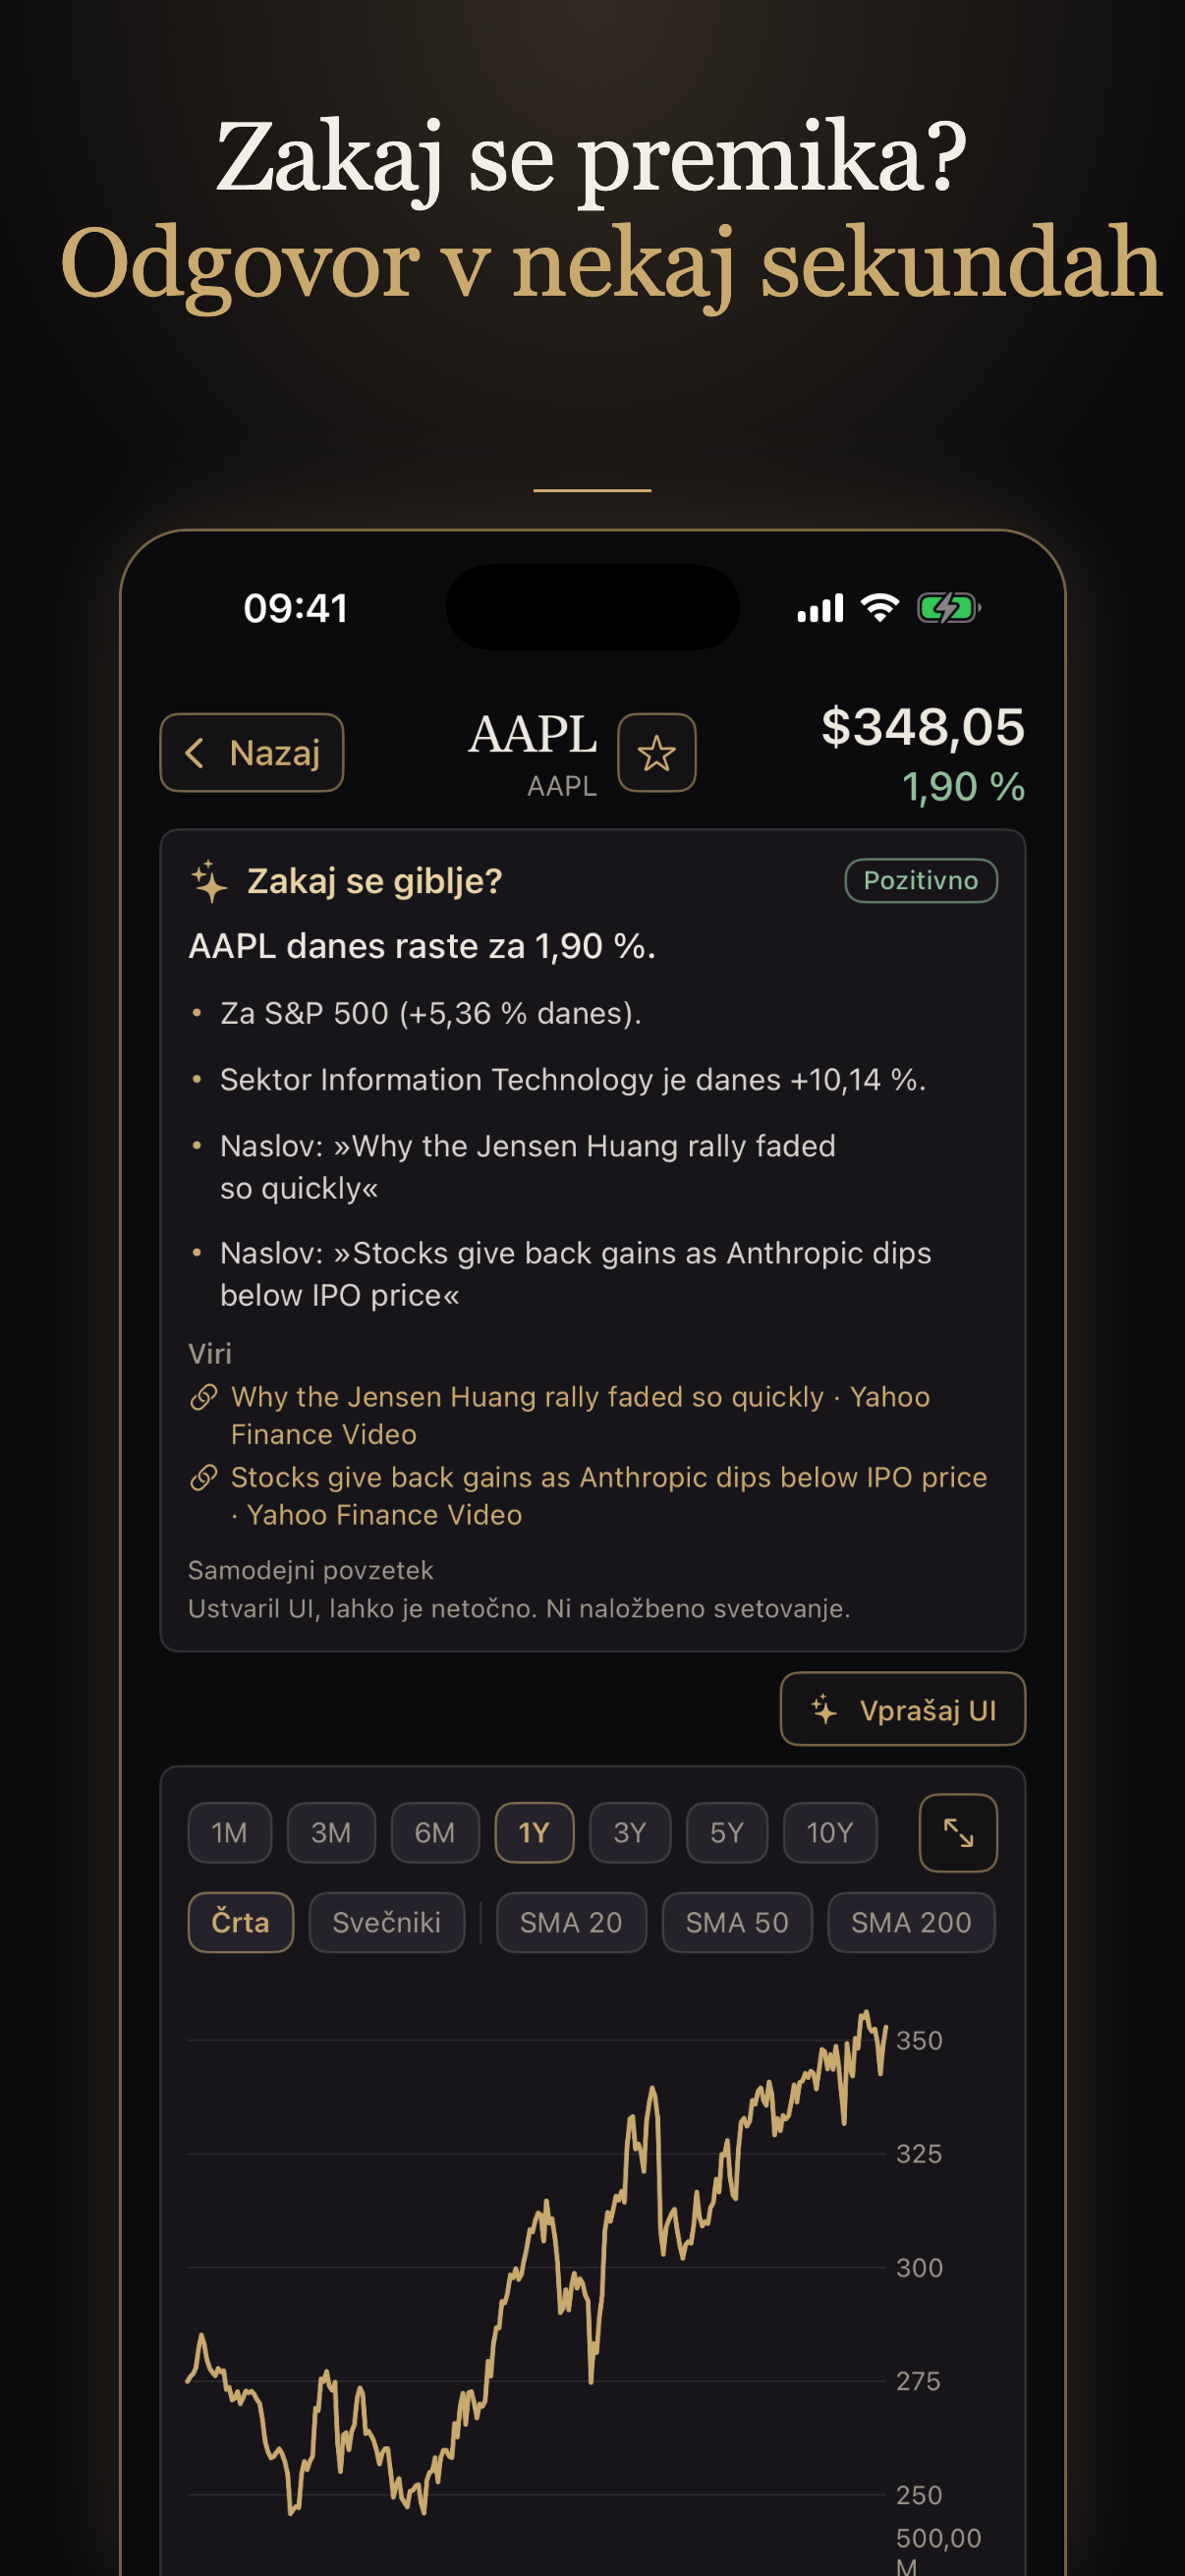 Zakaj se premika?
Odgovor v nekaj sekundah
09:41
Nazaj
AAPL
AAPL
$348,05
1,90 %
Zakaj se giblje?
Pozitivno
AAPL danes raste za 1,90 %.
• Za S&P 500 (+5,36 % danes).
• Sektor Information Technology je danes +10,14 %.
• Naslov: »Why the Jensen Huang rally faded
so quickly«
• Naslov: »Stocks give back gains as Anthropic dips
below IPO price«
Viri
Why the Jensen Huang rally faded so quickly · Yahoo
Finance Video
Stocks give back gains as Anthropic dips below IPO price
· Yahoo Finance Video
Samodejni povzetek
Ustvaril UI, lahko je netočno. Ni naložbeno svetovanje.
Vprašaj UI
1M 3M 6M 1Y 3Y 5Y 10Y
Črta Svečniki SMA 20 SMA 50 SMA 200
350
325
300
275
250
500,00
M